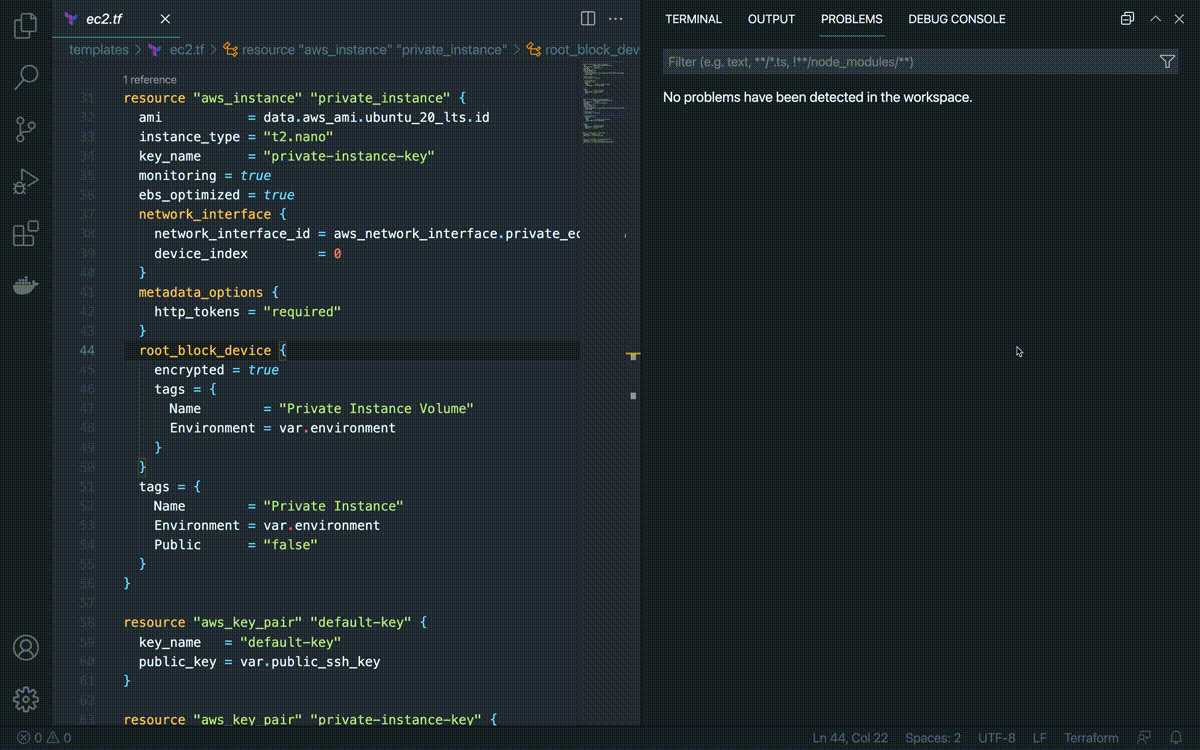 ec2.tf
TERMINAL OUTPUT PROBLEMS DEBUG CONSOLE
templates > ec2.tf > resource "aws_instance" "private_instance" > root_block_dev
Filter (e.g. text, **/*.ts, !**/node_modules/**)
No problems have been detected in the workspace.
1 reference
31 resource "aws_instance" "private_instance" {
32 ami = data.aws_ami.ubuntu_20_lts.id
33 instance_type = "t2.nano"
34 key_name = "private-instance-key"
35 monitoring = true
36 ebs_optimized = true
37 network_interface {
38 network_interface_id = aws_network_interface.private_ec
39 device_index = 0
40 }
41 metadata_options {
42 http_tokens = "required"
43 }
44 root_block_device {
45 encrypted = true
46 tags = {
47 Name = "Private Instance Volume"
48 Environment = var.environment
49 }
50 }
51 tags = {
52 Name = "Private Instance"
53 Environment = var.environment
54 Public = "false"
55 }
56 }
57
58 resource "aws_key_pair" "default-key" {
59 key_name = "default-key"
60 public_key = var.public_ssh_key
61 }
62
63 resource "aws_key_pair" "private-instance-key" {
0 0
Ln 44, Col 22 Spaces: 2 UTF-8 LF Terraform